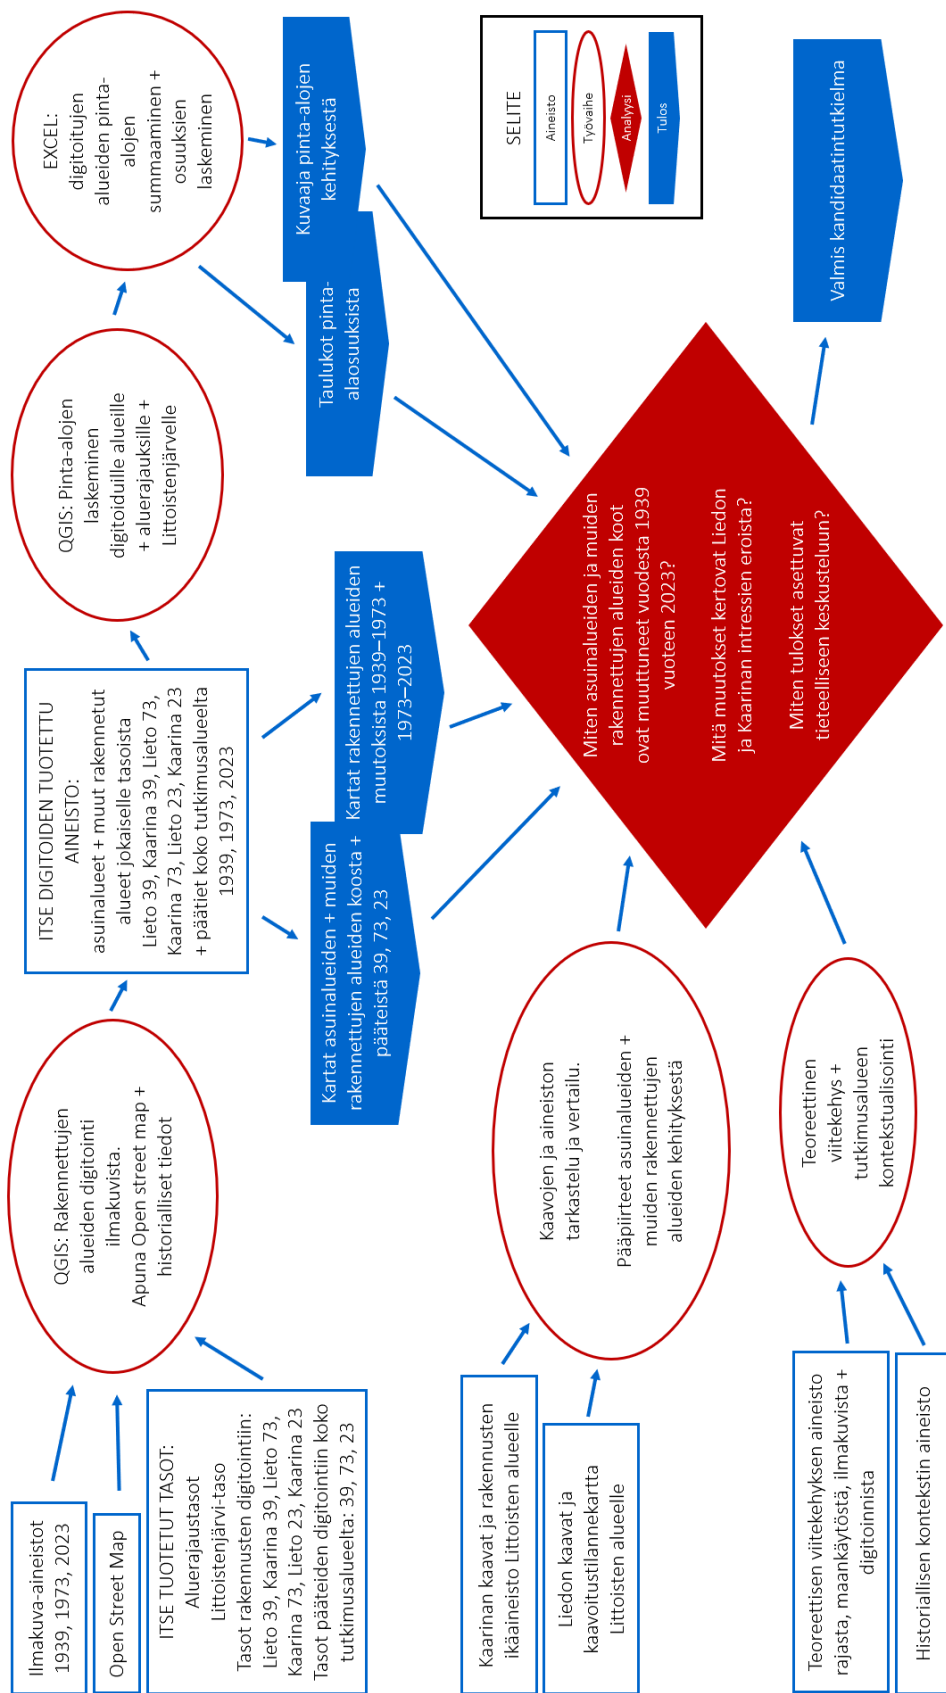 Ilmakuva-aineistot
1939, 1973, 2023
Open Street Map
ITSE TUOTETUT TASOT:
Aluerajaustasot
Littoistenjärvi-taso
Tasot rakennusten digitointiin:
Lieto 39, Kaarina 39, Lieto 73,
Kaarina 73, Lieto 23, Kaarina 23
Tasot pääteiden digitointiin koko
tutkimusalueelta: 39, 73, 23
QGIS: Rakennettujen
alueiden digitointi
ilmakuvista.
Apuna Open street map +
historialliset tiedot
ITSE DIGITOIDEN TUOTETTU
AINEISTO:
asuinalueet + muut rakennetut
alueet jokaiselle tasoista
Lieto 39, Kaarina 39, Lieto 73,
Kaarina 73, Lieto 23, Kaarina 23
+ päätiet koko tutkimusalueelta
1939, 1973, 2023
QGIS: Pinta-alojen
laskeminen
digitoiduille alueille
+ aluerajauksille +
Littoistenjärvelle
EXCEL:
digitoitujen
alueiden pinta-
alojen
summaaminen +
osuuksien
laskeminen
Kartat asuinalueiden + muiden
rakennettujen alueiden koosta +
pääteistä 39, 73, 23
Kartat rakennettujen alueiden
muutoksista 1939–1973 +
1973–2023
Taulukot pinta-
alaosuuksista
Kuvaaja pinta-alojen
kehityksestä
Kaarinan kaavat ja rakennusten
ikäaineisto Littoisten alueelle
Liedon kaavat ja
kaavoitustilannekartta
Littoisten alueelle
Kaavojen ja aineiston
tarkastelu ja vertailu.
Pääpiirteet asuinalueiden +
muiden rakennettujen
alueiden kehityksestä
Miten asuinalueiden ja muiden
rakennettujen alueiden koot
ovat muuttuneet vuodesta 1939
vuoteen 2023?
Mitä muutokset kertovat Liedon
ja Kaarinan intressien eroista?
Miten tulokset asettuvat
tieteelliseen keskusteluun?
SELITE
Aineisto
Työvaihe
Analyysi
Tulos
Teoreettisen viitekehyksen aineisto
rajasta, maankäytöstä, ilmakuvista +
digitoinnista
Historiallisen kontekstin aineisto
Teoreettinen
viitekehys +
tutkimusalueen
kontekstualisointi
Valmis kandidaatintutkielma